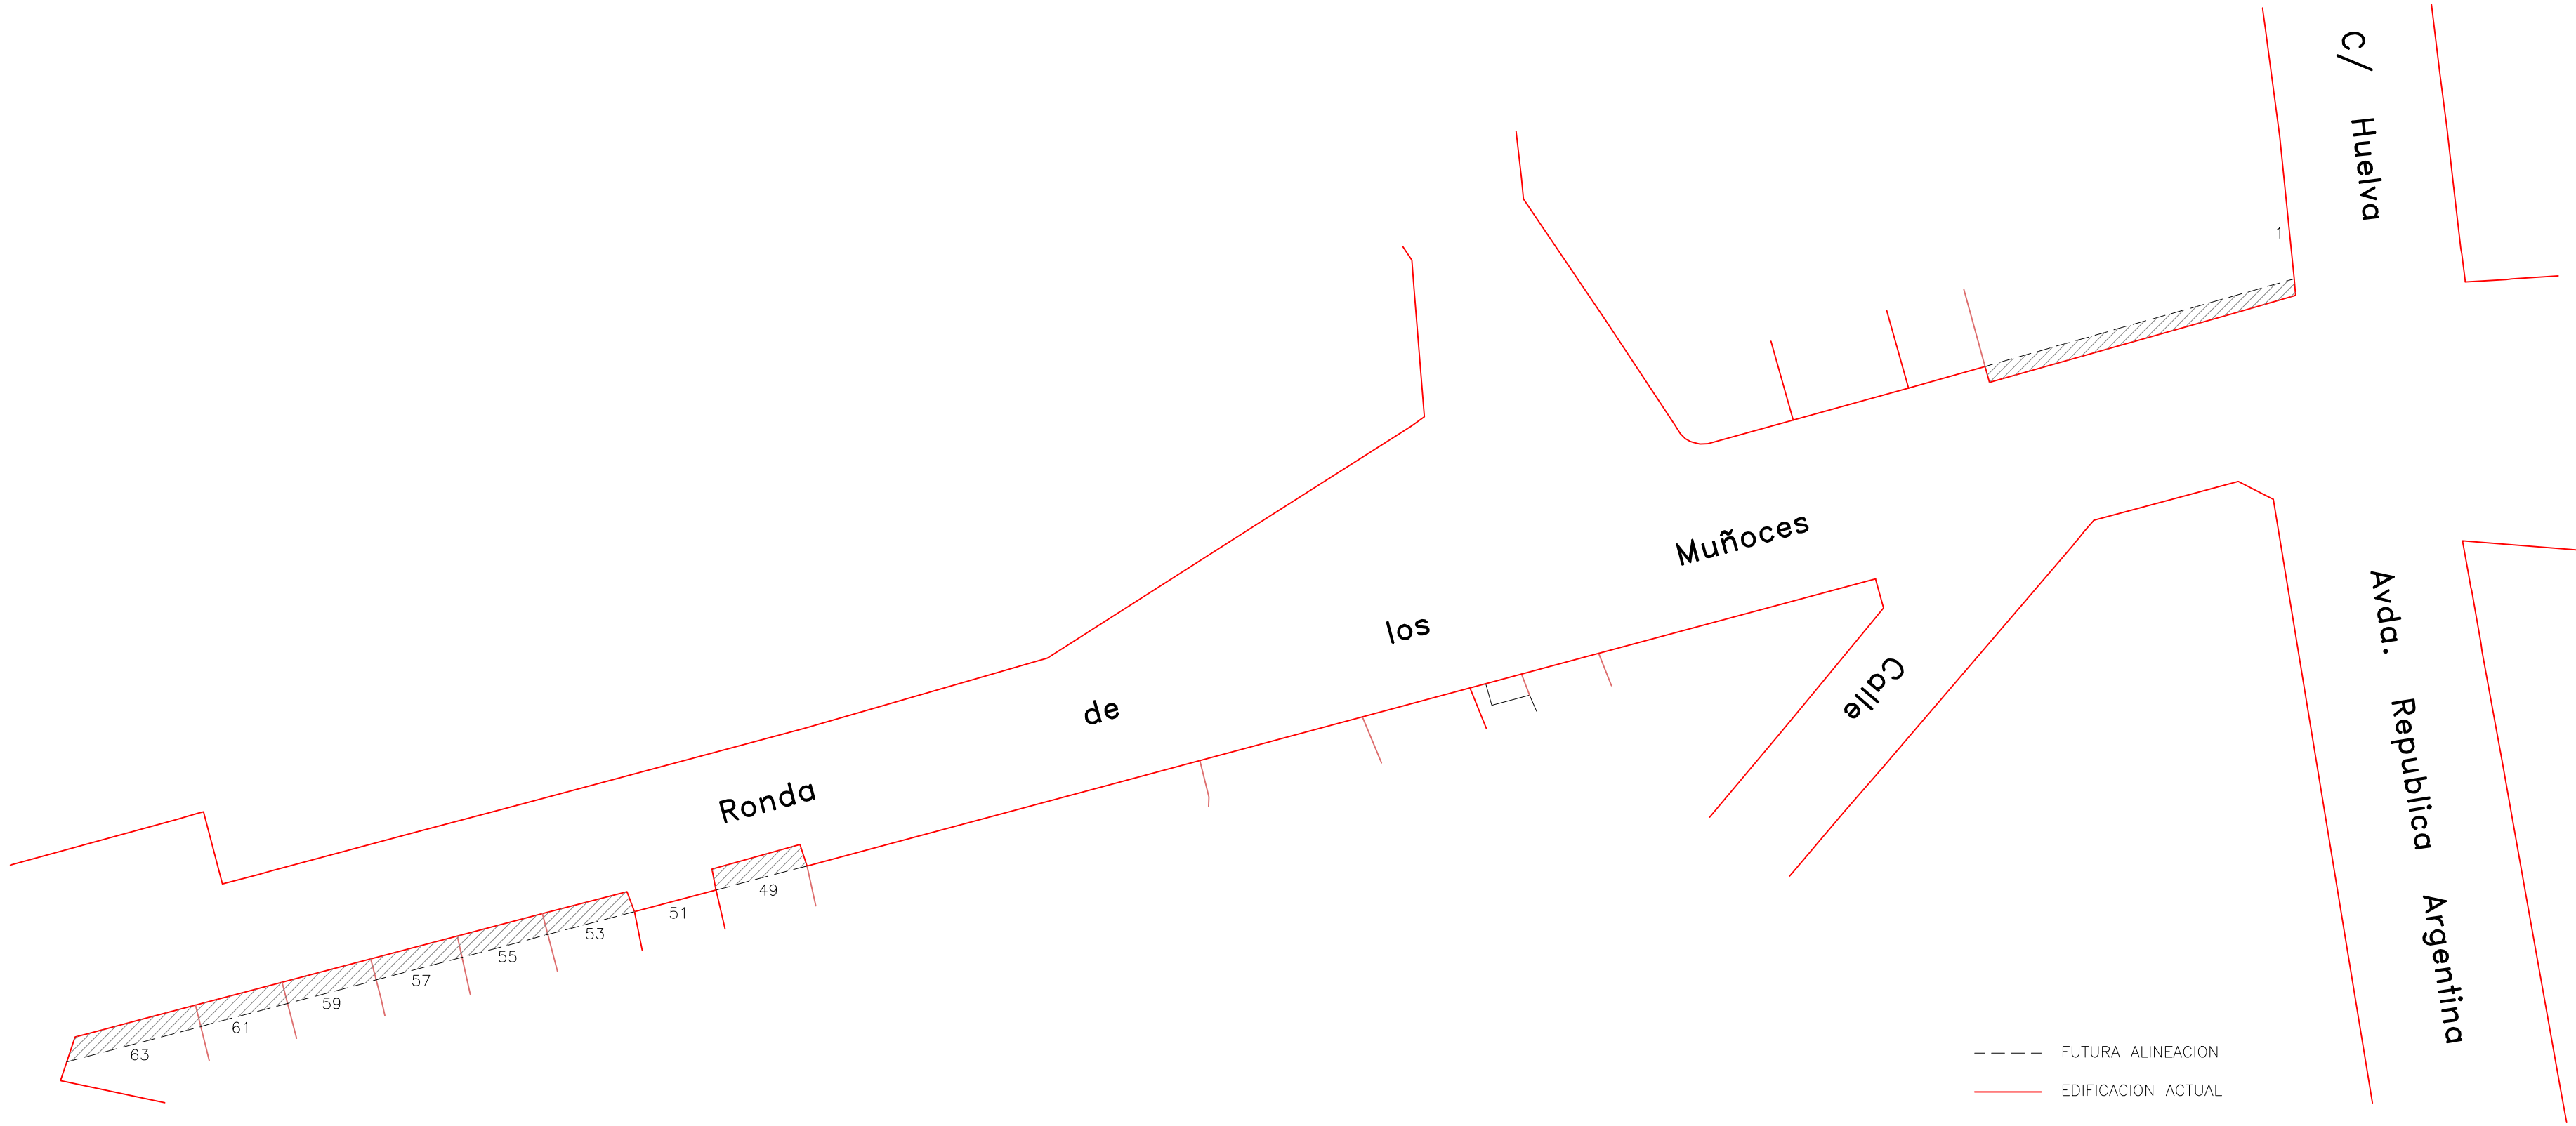 C/ Huelva
1
Ronda de los Muñoces
Calle
Avda. Republica Argentina
49
51
53
55
57
59
61
63
FUTURA ALINEACION
EDIFICACION ACTUAL